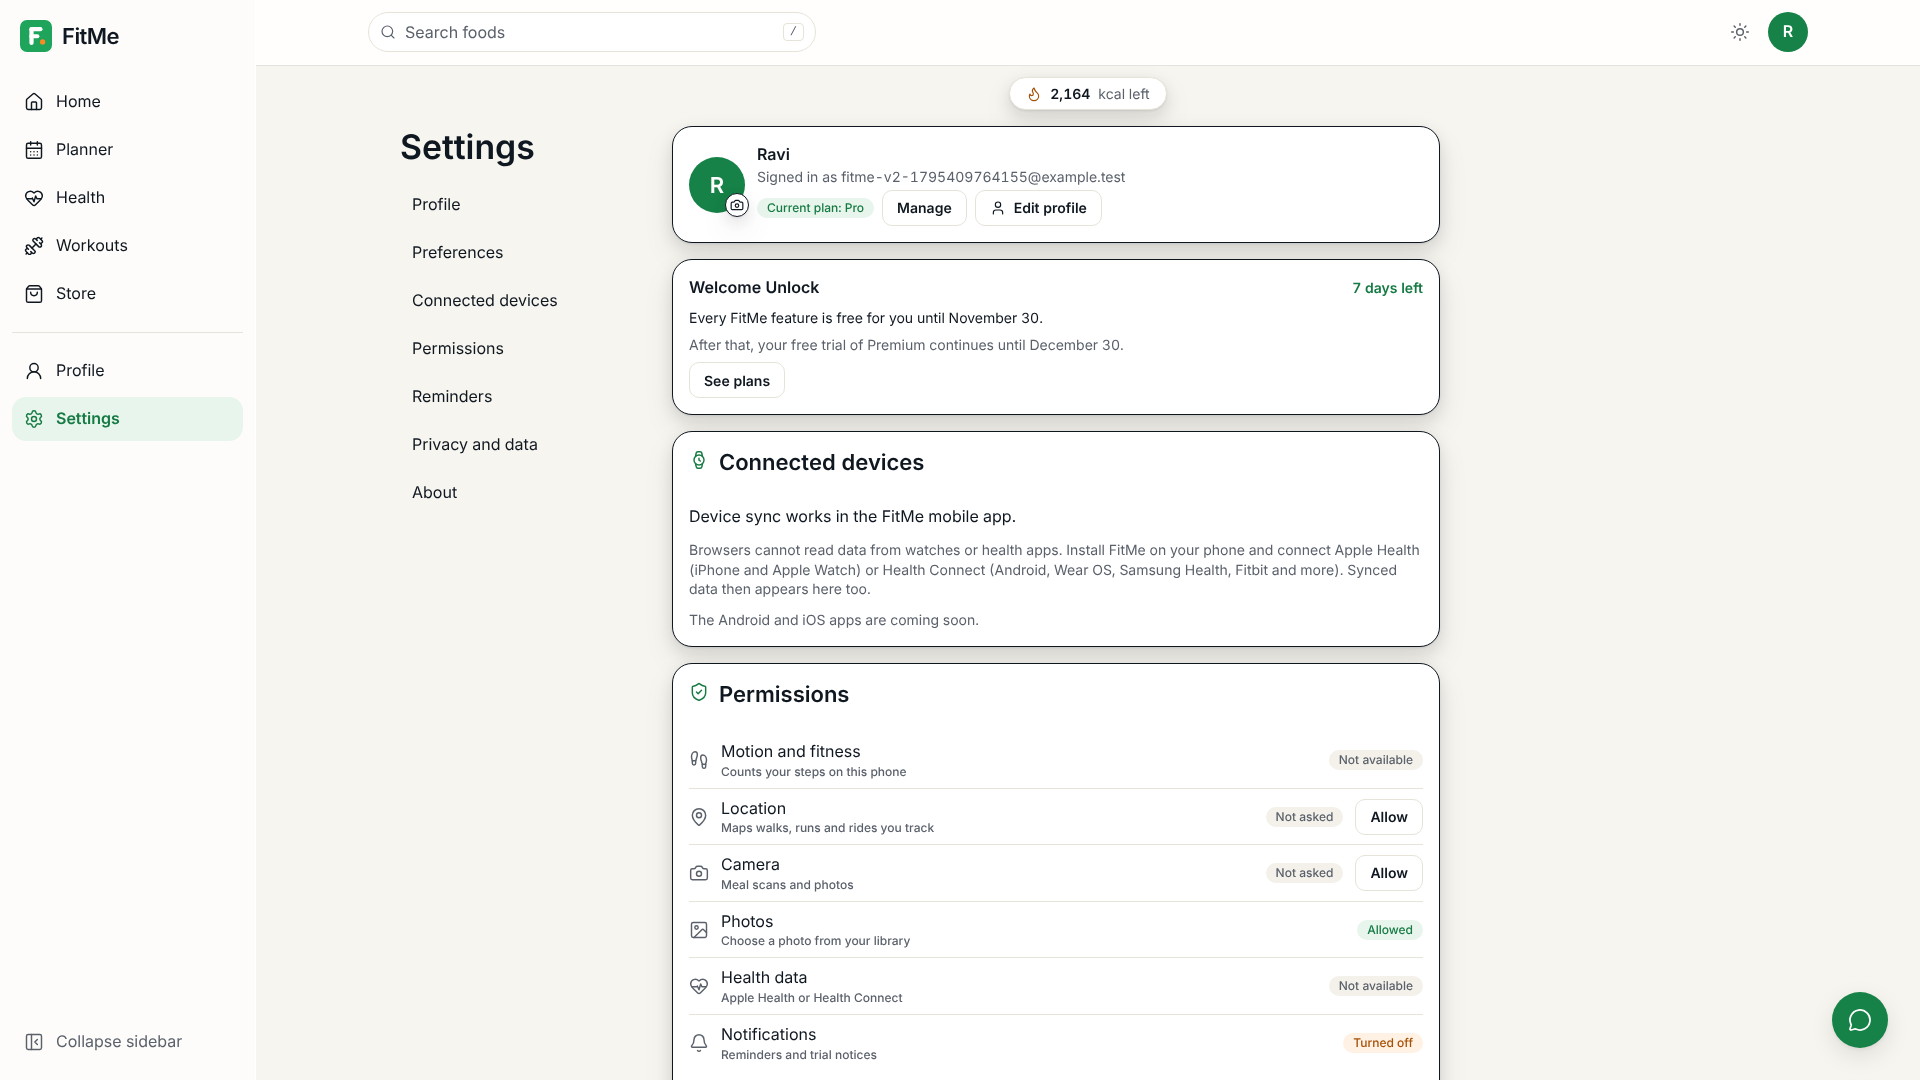 FitMe
Home
Planner
Health
Workouts
Store
Profile
Settings
Collapse sidebar
Search foods
/
R
2,164 kcal left
Settings
Profile
Preferences
Connected devices
Permissions
Reminders
Privacy and data
About
R
Ravi
Signed in as fitme-v2-1795409764155@example.test
Current plan: Pro
Manage
Edit profile
Welcome Unlock
7 days left
Every FitMe feature is free for you until November 30.
After that, your free trial of Premium continues until December 30.
See plans
Connected devices
Device sync works in the FitMe mobile app.
Browsers cannot read data from watches or health apps. Install FitMe on your phone and connect Apple Health
(iPhone and Apple Watch) or Health Connect (Android, Wear OS, Samsung Health, Fitbit and more). Synced
data then appears here too.
The Android and iOS apps are coming soon.
Permissions
Motion and fitness
Counts your steps on this phone
Not available
Location
Maps walks, runs and rides you track
Not asked
Allow
Camera
Meal scans and photos
Not asked
Allow
Photos
Choose a photo from your library
Allowed
Health data
Apple Health or Health Connect
Not available
Notifications
Reminders and trial notices
Turned off